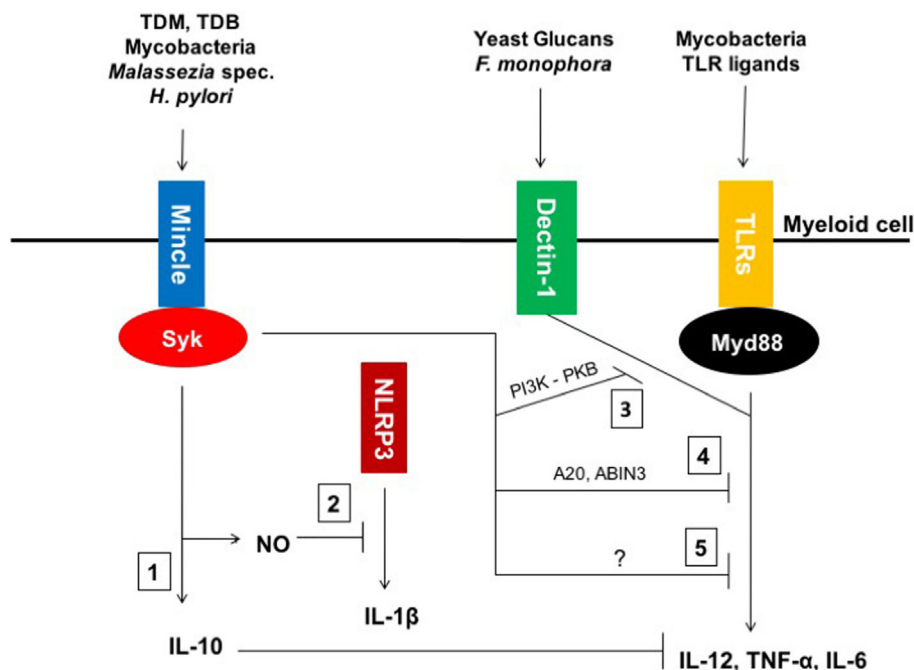 TDM, TDB
Mycobacteria
Malassezia spec.
H. pylori
Yeast Glucans
F. monophora
Mycobacteria
TLR ligands
Mincle
Dectin-1
TLRs
Myeloid cell
Syk
Myd88
NLRP3
PI3K - PKB
3
4
A20, ABIN3
2
NO
5
?
1
IL-1β
IL-10
IL-12, TNF-α, IL-6